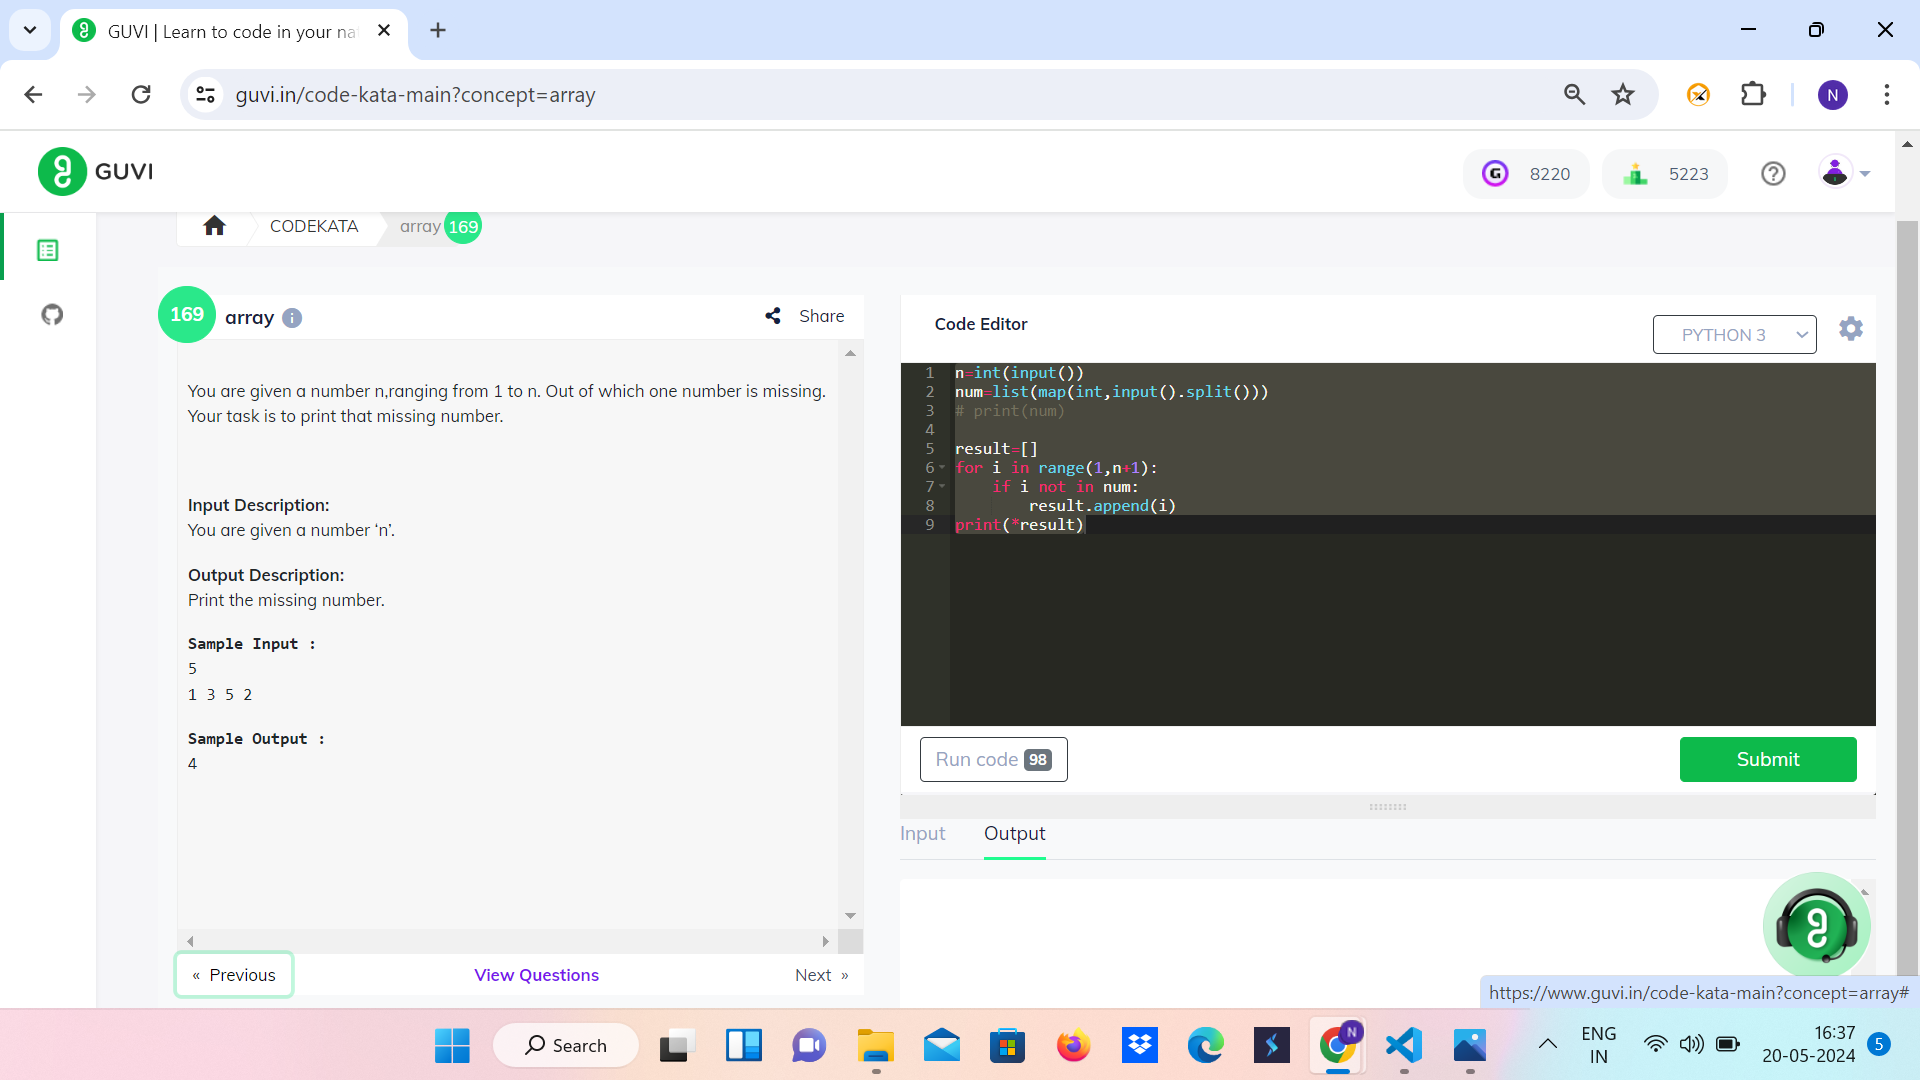 GUVI | Learn to code in your na
guvi.in/code-kata-main?concept=array
N
GUVI
G 8220
5223
CODEKATA
array 169
169 array
Share
You are given a number n,ranging from 1 to n. Out of which one number is missing.
Your task is to print that missing number.
Input Description:
You are given a number ‘n’.
Output Description:
Print the missing number.
Sample Input :
5
1 3 5 2
Sample Output :
4
« Previous
View Questions
Next »
Code Editor
PYTHON 3
1 n=int(input())
2 num=list(map(int,input().split()))
3 # print(num)
4
5 result=[]
6 for i in range(1,n+1):
7     if i not in num:
8         result.append(i)
9 print(*result)
Run code 98
Submit
Input
Output
https://www.guvi.in/code-kata-main?concept=array#
Search
N
ENG
IN
16:37
20-05-2024
5